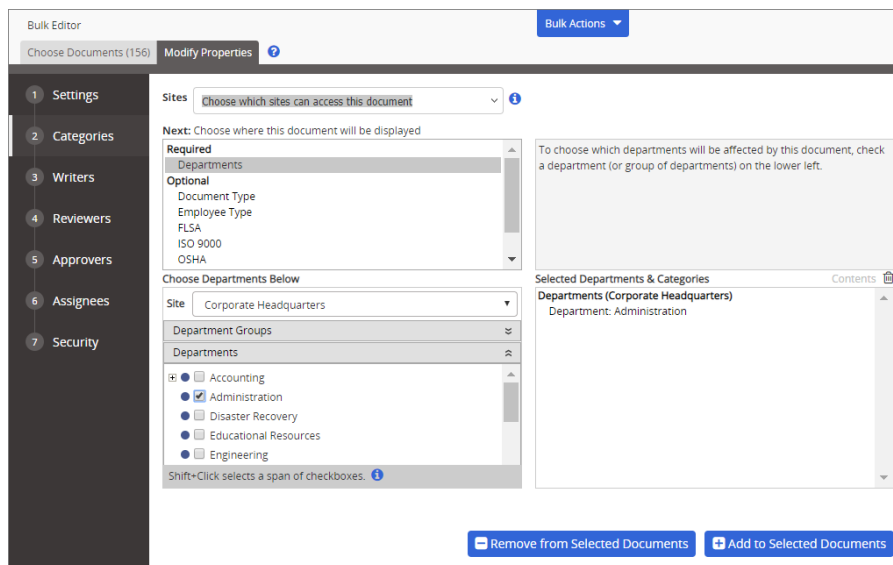 Bulk Editor
Bulk Actions
Choose Documents (156)
Modify Properties
?
1 Settings
2 Categories
3 Writers
4 Reviewers
5 Approvers
6 Assignees
7 Security
Sites Choose which sites can access this document
Next: Choose where this document will be displayed
Required
Departments
Optional
Document Type
Employee Type
FLSA
ISO 9000
OSHA
To choose which departments will be affected by this document, check
a department (or group of departments) on the lower left.
Choose Departments Below
Site Corporate Headquarters
Department Groups
Departments
Accounting
Administration
Disaster Recovery
Educational Resources
Engineering
Shift+Click selects a span of checkboxes.
Selected Departments & Categories Contents
Departments (Corporate Headquarters)
Department: Administration
Remove from Selected Documents
Add to Selected Documents